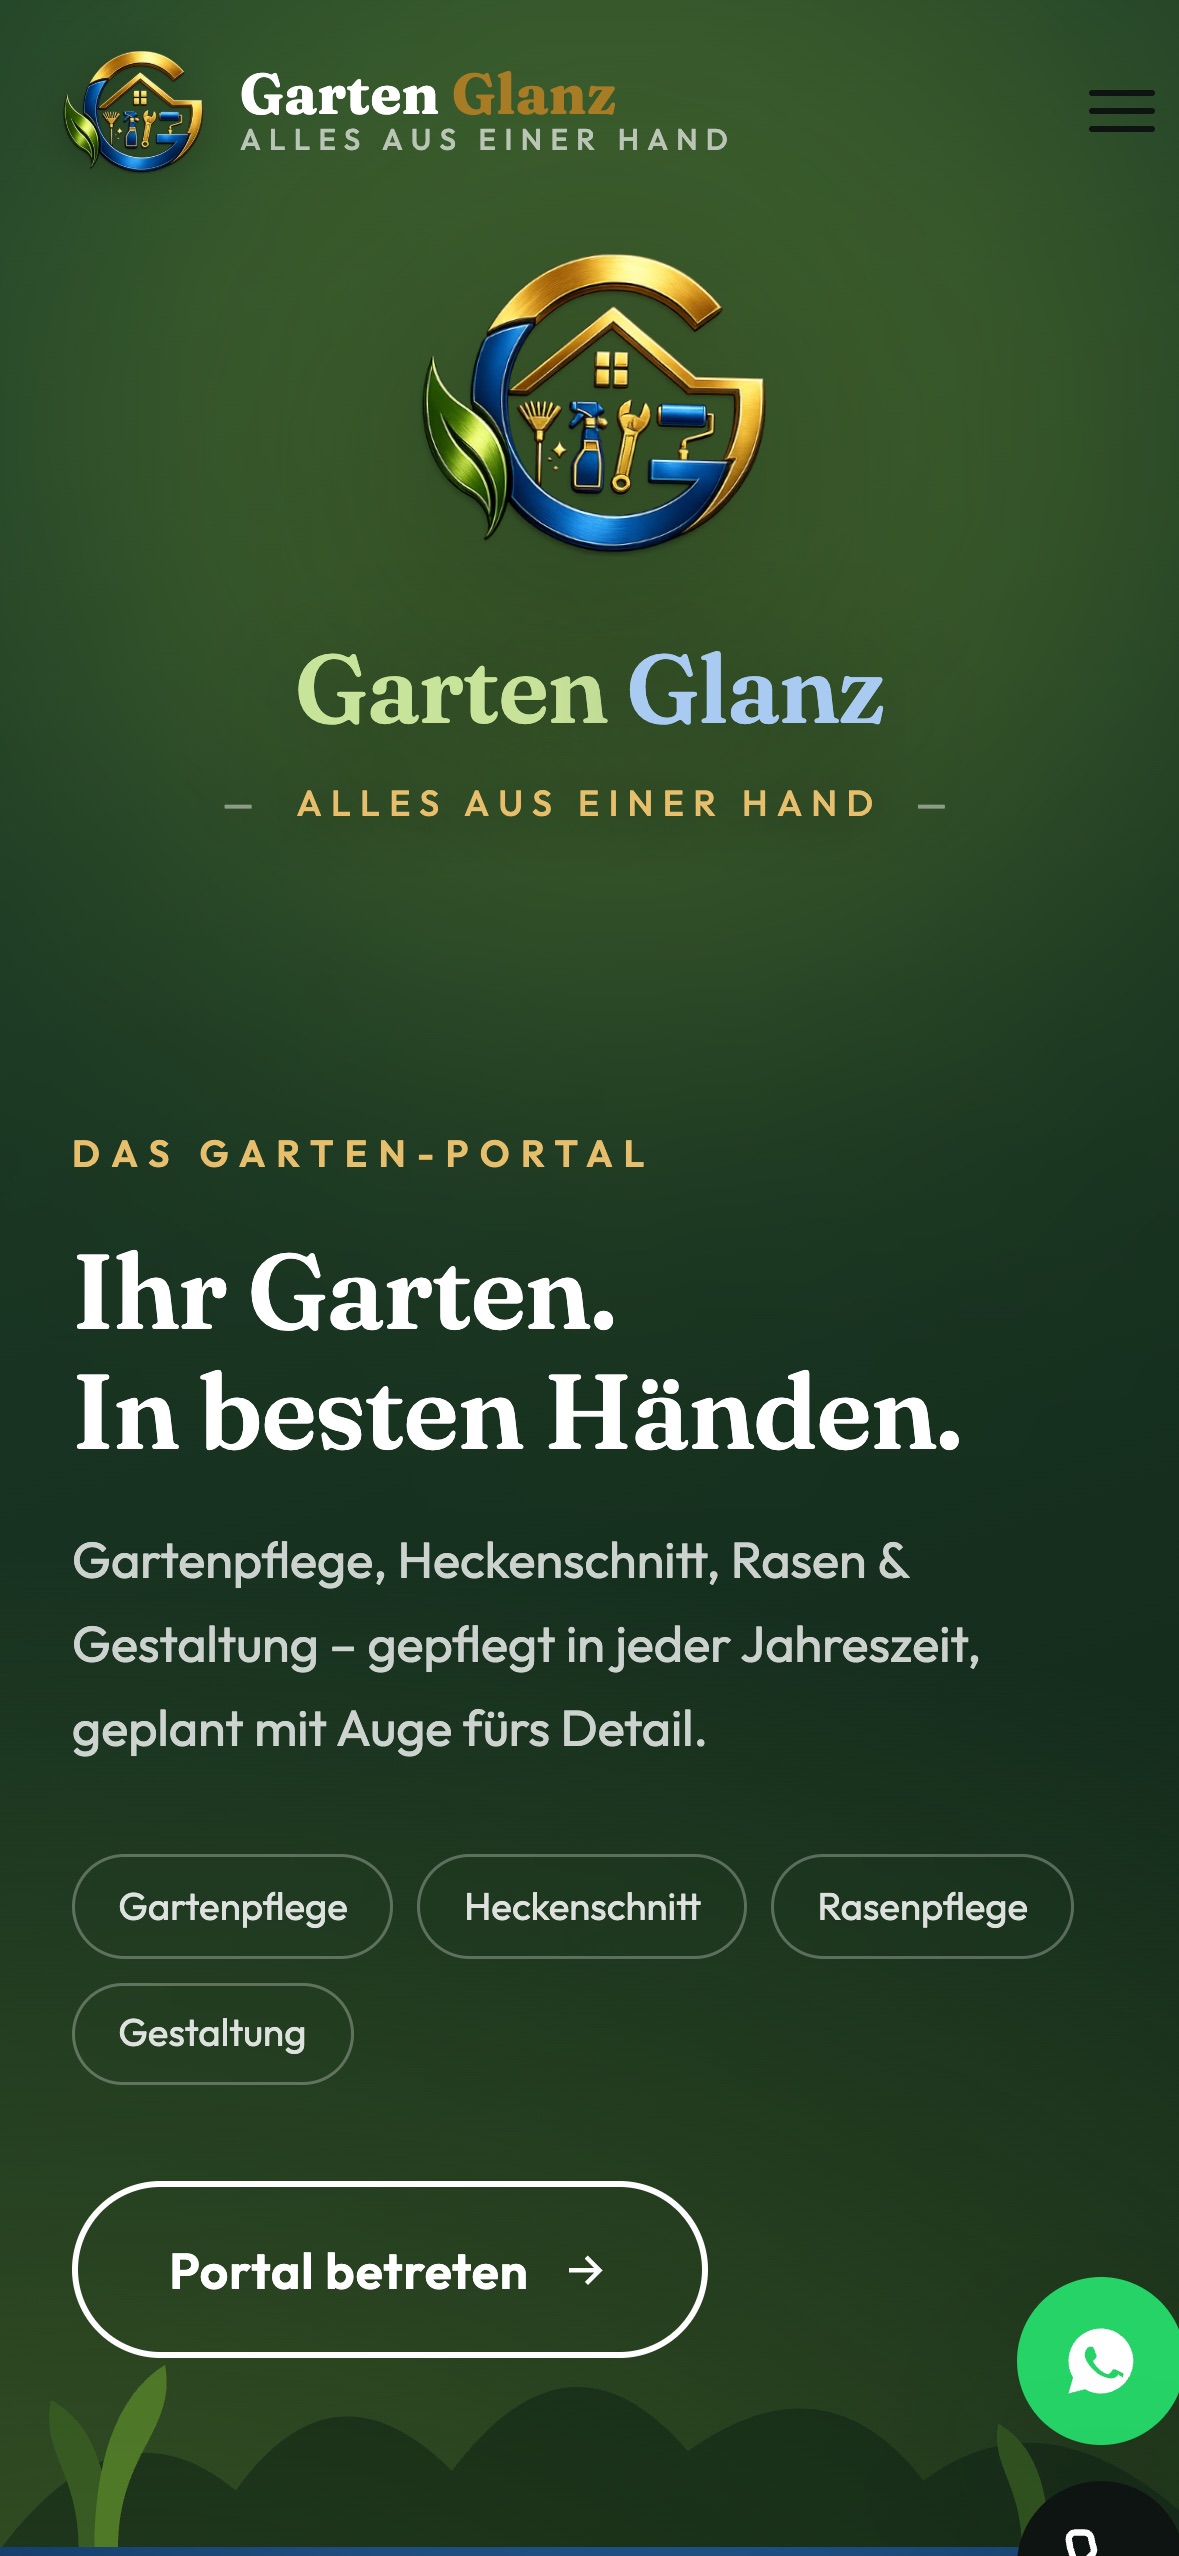 Garten Glanz
ALLES AUS EINER HAND
Garten Glanz
– ALLES AUS EINER HAND –
DAS GARTEN-PORTAL
Ihr Garten.
In besten Händen.
Gartenpflege, Heckenschnitt, Rasen &
Gestaltung – gepflegt in jeder Jahreszeit,
geplant mit Auge fürs Detail.
Gartenpflege Heckenschnitt Rasenpflege
Gestaltung
Portal betreten →